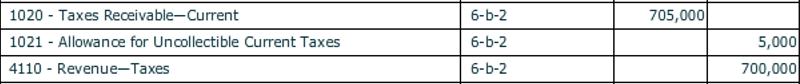 1020 - Taxes Receivable—Current 6-b-2 705,000
1021 - Allowance for Uncollectible Current Taxes 6-b-2 5,000
4110 - Revenue—Taxes 6-b-2 700,000